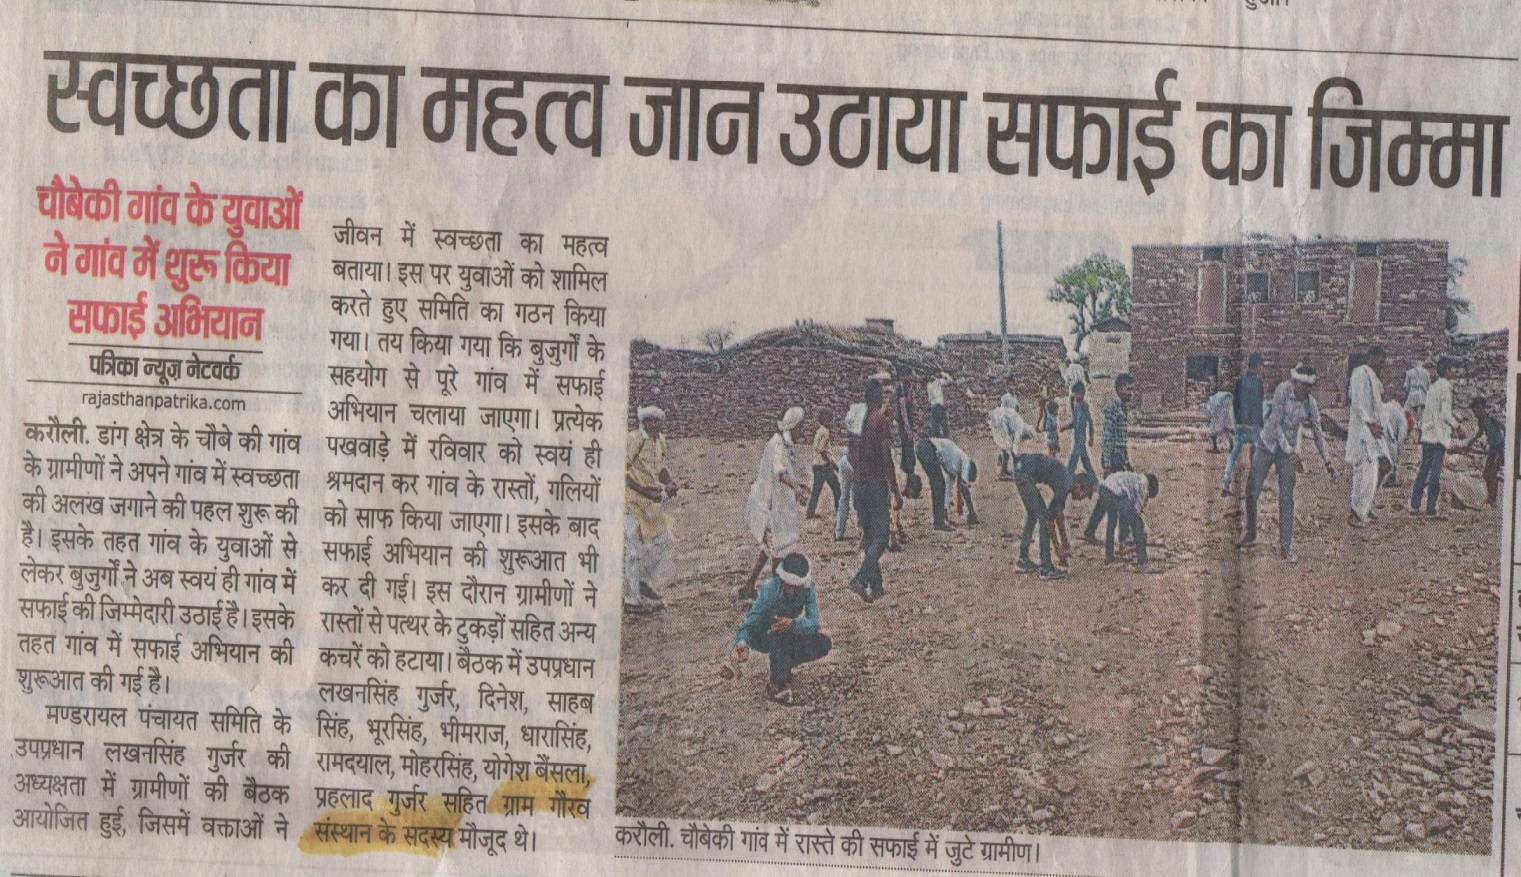 हुआ।
स्वच्छता का महत्व जान उठाया सफाई का जिम्मा
चौबेकी गांव के युवाओं
ने गांव में शुरू किया
सफाई अभियान
पत्रिका न्यूज़ नेटवर्क
rajasthanpatrika.com
करौली. डांग क्षेत्र के चौबे की गांव
के ग्रामीणों ने अपने गांव में स्वच्छता
की अलख जगाने की पहल शुरू की
है। इसके तहत गांव के युवाओं से
लेकर बुजुर्गों ने अब स्वयं ही गांव में
सफाई की जिम्मेदारी उठाई है। इसके
तहत गांव में सफाई अभियान की
शुरूआत की गई है।
मण्डरायल पंचायत समिति के
उपप्रधान लखनसिंह गुर्जर की
अध्यक्षता में ग्रामीणों की बैठक
आयोजित हुई, जिसमें वक्ताओं ने
जीवन में स्वच्छता का महत्व
बताया। इस पर युवाओं को शामिल
करते हुए समिति का गठन किया
गया। तय किया गया कि बुजुर्गों के
सहयोग से पूरे गांव में सफाई
अभियान चलाया जाएगा। प्रत्येक
पखवाड़े में रविवार को स्वयं ही
श्रमदान कर गांव के रास्तों, गलियों
को साफ किया जाएगा। इसके बाद
सफाई अभियान की शुरूआत भी
कर दी गई। इस दौरान ग्रामीणों ने
रास्तों से पत्थर के टुकड़ों सहित अन्य
कचरें को हटाया। बैठक में उपप्रधान
लखनसिंह गुर्जर, दिनेश, साहब
सिंह, भूरसिंह, भीमराज, धारासिंह,
रामदयाल, मोहरसिंह, योगेश बैंसला,
प्रहलाद गुर्जर सहित ग्राम गौरव
संस्थान के सदस्य मौजूद थे।
करौली. चौबेकी गांव में रास्ते की सफाई में जुटे ग्रामीण।